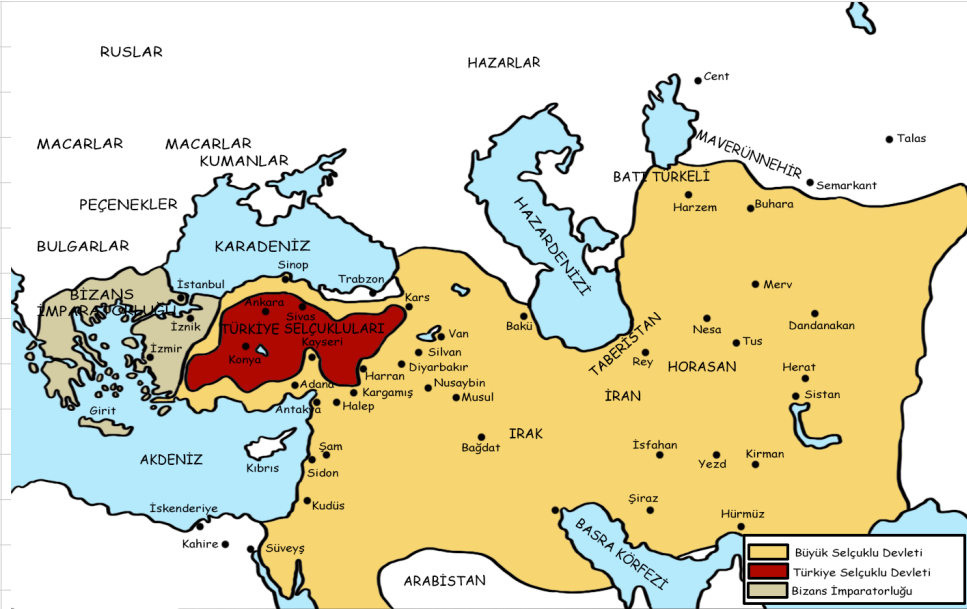 RUSLAR
HAZARLAR
Cent
Talas
MACARLAR
MACARLAR
KUMANLAR
MAVERÜNNEHİR
BATI TÜRKELİ
Semarkant
Harzem
Buhara
PEÇENEKLER
HAZARDENİZİ
BULGARLAR
KARADENİZ
Sinop
Trabzon
İstanbul
BİZANS
İMPARATORLUĞU
Ankara
Sivas
Kars
Merv
İznik
TÜRKİYE SELÇUKLULARI
Bakü
Nesa
Dandanakan
İzmir
Konya
Kayseri
Van
Silvan
Tus
TABERİSTAN
Rey
HORASAN
Diyarbakır
Harran
Herat
Adana
Nusaybin
Kargamış
Musul
İRAN
Sistan
Antakya
Halep
Girit
IRAK
Bağdat
AKDENİZ
Kıbrıs
Şam
Sidon
İsfahan
Yezd
Kirman
İskenderiye
Kudüs
Şiraz
Hürmüz
Kahire
Süveyş
BASRA KÖRFEZİ
ARABİSTAN
Büyük Selçuklu Devleti
Türkiye Selçuklu Devleti
Bizans İmparatorluğu